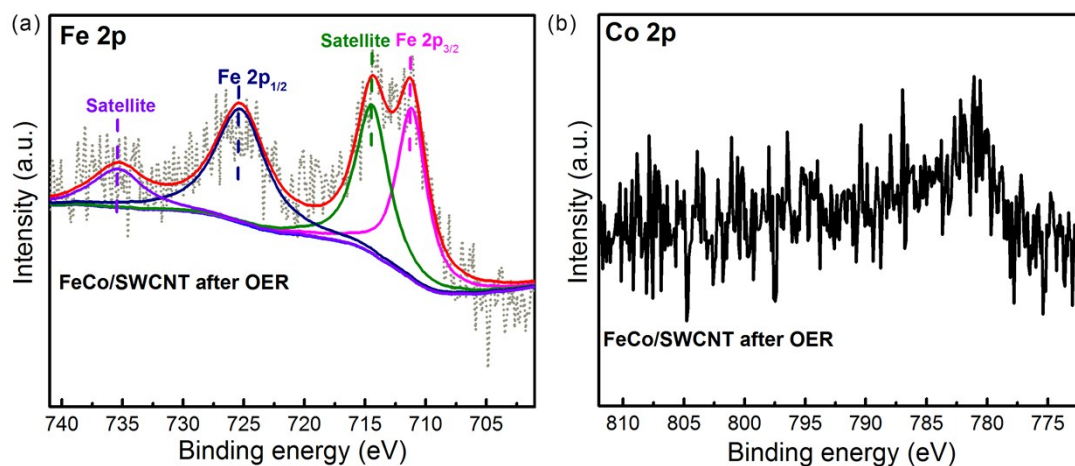 (a)
Fe 2p
Satellite
Fe 2p1/2
Satellite
Fe 2p3/2
FeCo/SWCNT after OER
Intensity (a.u.)
740 735 730 725 720 715 710 705
Binding energy (eV)
(b)
Co 2p
FeCo/SWCNT after OER
Intensity (a.u.)
810 805 800 795 790 785 780 775
Binding energy (eV)